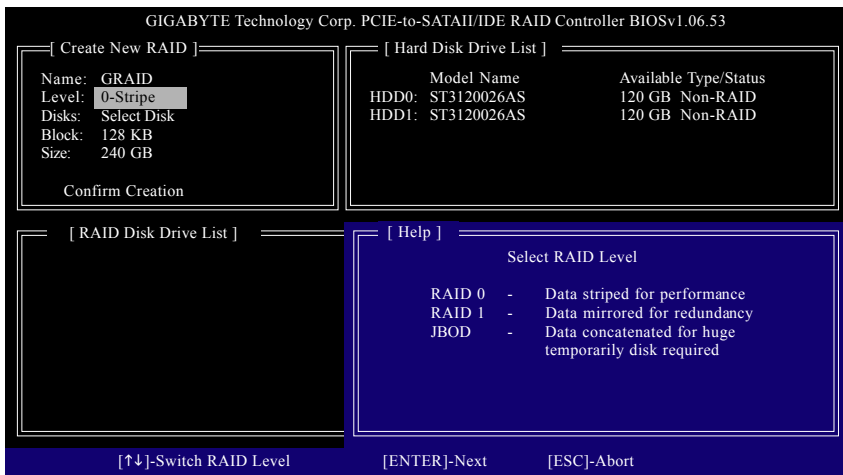 GIGABYTE Technology Corp. PCIE-to-SATAII/IDE RAID Controller BIOSv1.06.53
[ Create New RAID ]
Name: GRAID
Level: 0-Stripe
Disks: Select Disk
Block: 128 KB
Size: 240 GB
Confirm Creation
[ Hard Disk Drive List ]
Model Name Available Type/Status
HDD0: ST3120026AS 120 GB Non-RAID
HDD1: ST3120026AS 120 GB Non-RAID
[ RAID Disk Drive List ]
[ Help ]
Select RAID Level
RAID 0 - Data striped for performance
RAID 1 - Data mirrored for redundancy
JBOD - Data concatenated for huge
temporarily disk required
[↑↓]-Switch RAID Level [ENTER]-Next [ESC]-Abort